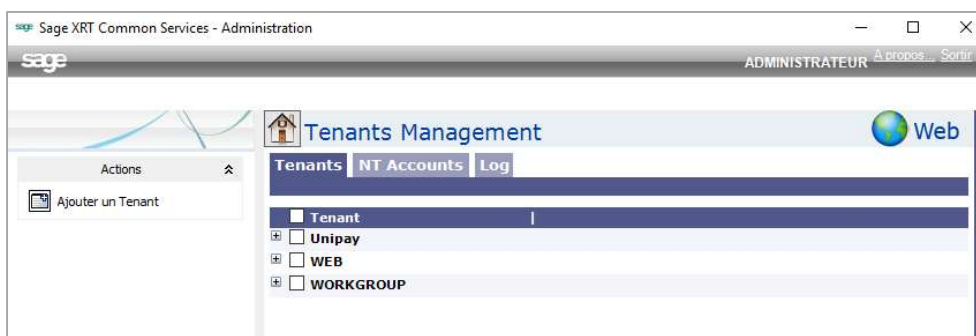 sage Sage XRT Common Services - Administration
sage
ADMINISTRATEUR A propos... Sortir
Tenants Management
Web
Tenants NT Accounts Log
Actions
Ajouter un Tenant
Tenant
Unipay
WEB
WORKGROUP